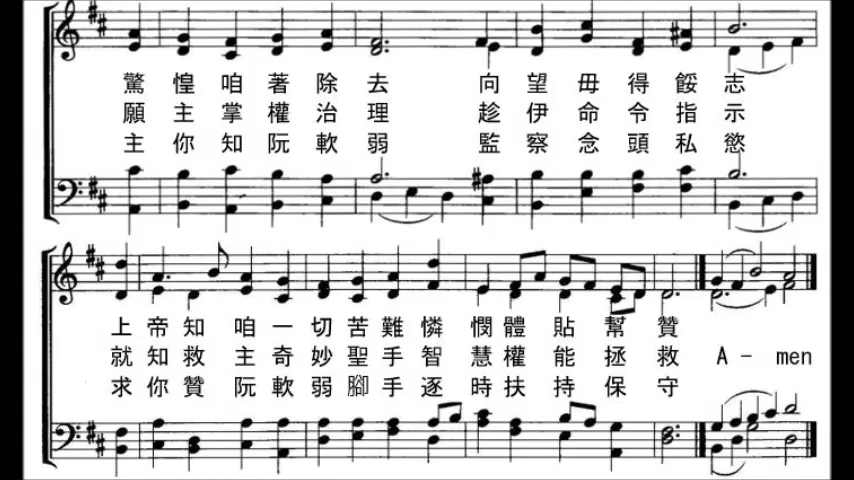 驚惶咱著除去 向望毋得餒志
願主掌權治理 趁伊命令指示
主你知阮軟弱 監察念頭私慾
上帝知咱一切苦難憐憫體貼幫贊
就知救主奇妙聖手智慧權能拯救 A - men
求你贊阮軟弱腳手逐時扶持保守